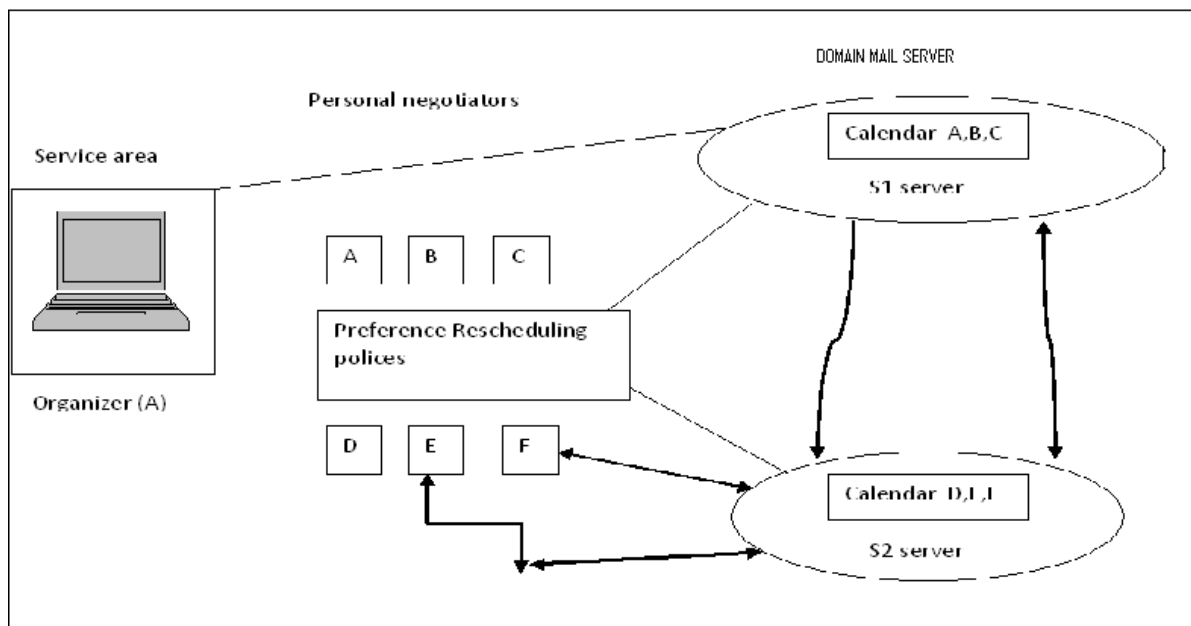 DOMAIN MAIL SERVER
Personal negotiators
Calendar A,B,C
Service area
S1 server
A B C
Preference Rescheduling
polices
Organizer (A)
D E F
Calendar D,E,F
S2 server